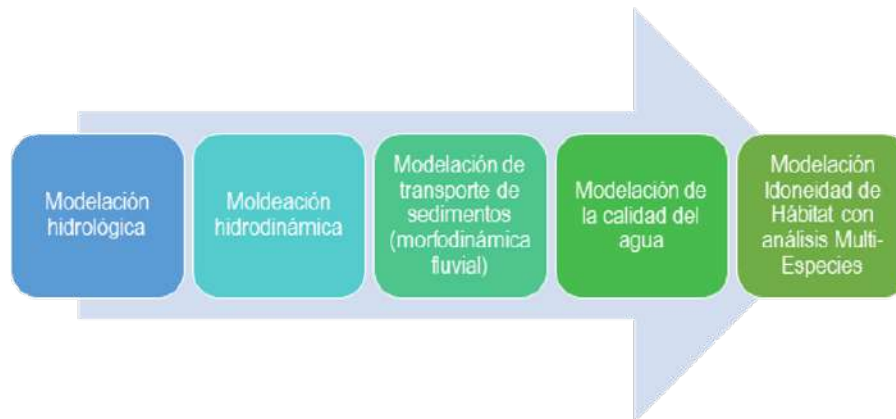 Modelación
hidrológica
Moldeación
hidrodinámica
Modelación de
transporte de
sedimentos
(morfodinámica
fluvial)
Modelación de
la calidad del
agua
Modelación
Idoneidad de
Hábitat con
análisis Multi-
Especies